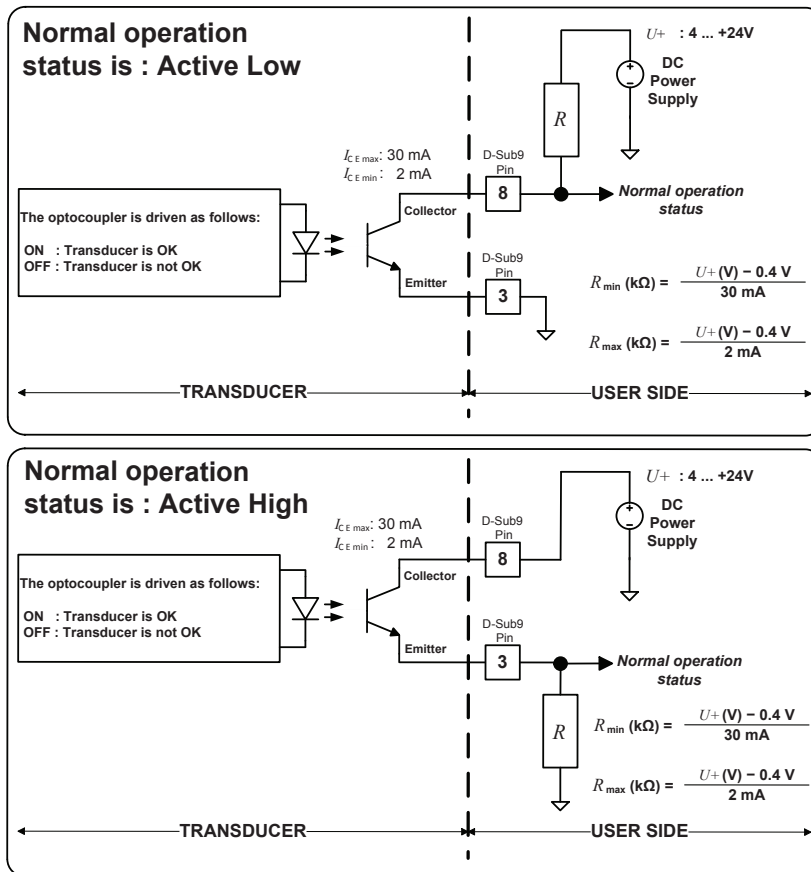 Normal operation
status is : Active Low
U+ : 4 ... +24V
DC
Power
Supply
R
I_CE max: 30 mA
I_CE min: 2 mA
D-Sub9
Pin
8
Collector
Normal operation
status
The optocoupler is driven as follows:
ON : Transducer is OK
OFF : Transducer is not OK
Emitter
D-Sub9
Pin
3
R min (kΩ) = U+(V) − 0.4 V
30 mA
R max (kΩ) = U+(V) − 0.4 V
2 mA
TRANSDUCER
USER SIDE
Normal operation
status is : Active High
U+ : 4 ... +24V
DC
Power
Supply
I_CE max: 30 mA
I_CE min: 2 mA
D-Sub9
Pin
8
Collector
The optocoupler is driven as follows:
ON : Transducer is OK
OFF : Transducer is not OK
Emitter
D-Sub9
Pin
3
Normal operation
status
R
R min (kΩ) = U+(V) − 0.4 V
30 mA
R max (kΩ) = U+(V) − 0.4 V
2 mA
TRANSDUCER
USER SIDE